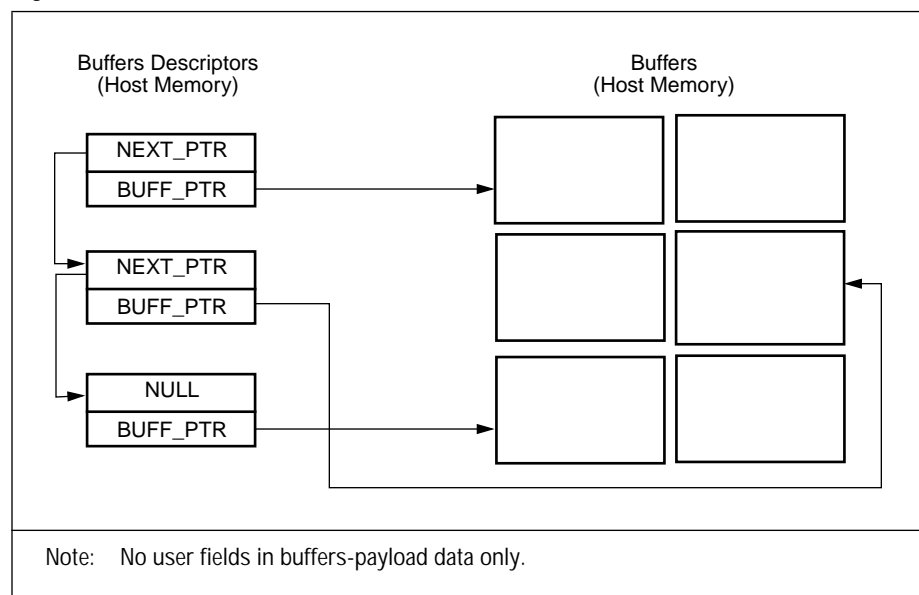 Buffers Descriptors
(Host Memory)
Buffers
(Host Memory)
NEXT_PTR
BUFF_PTR
NEXT_PTR
BUFF_PTR
NULL
BUFF_PTR
Note: No user fields in buffers-payload data only.